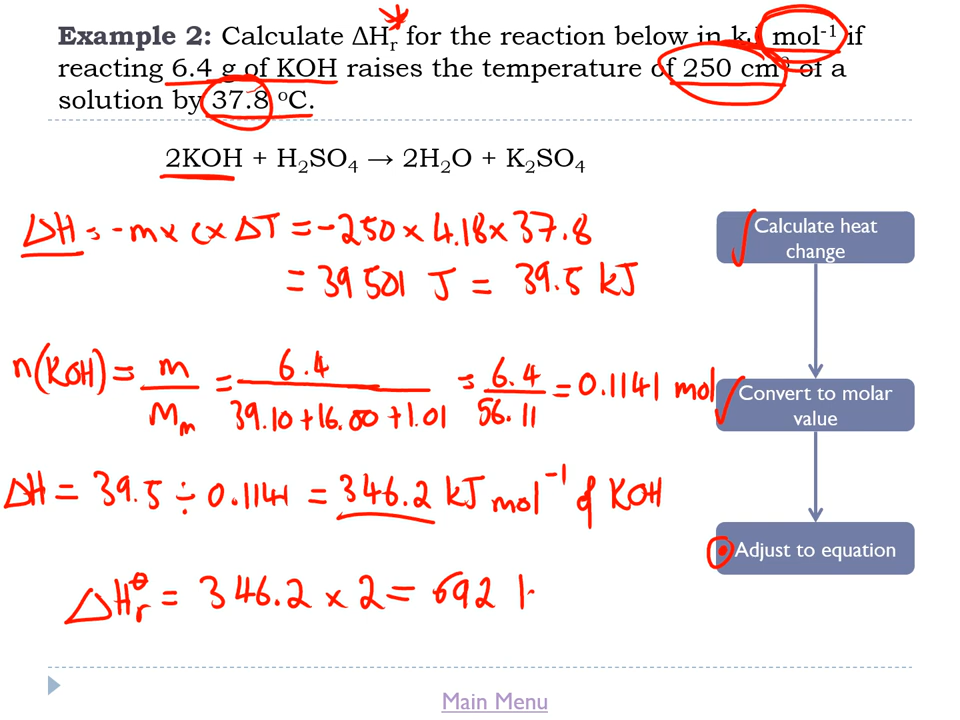 Example 2: Calculate ΔHr* for the reaction below in kJ mol⁻¹ if
reacting 6.4 g of KOH raises the temperature of 250 cm³ of a
solution by 37.8 ºC.
2KOH + H₂SO₄ → 2H₂O + K₂SO₄
ΔH = -m x c x ΔT = -250 x 4.18 x 37.8
= 39 501 J = 39.5 kJ
Calculate heat
change
n(KOH) = m/Mm = 6.4/(39.10+16.00+1.01) = 6.4/56.11 = 0.1141 mol
Convert to molar
value
ΔH = 39.5 ÷ 0.1141 = 346.2 kJ mol⁻¹ of KOH
Adjust to equation
ΔHr^θ = 346.2 x 2 = 692
Main Menu